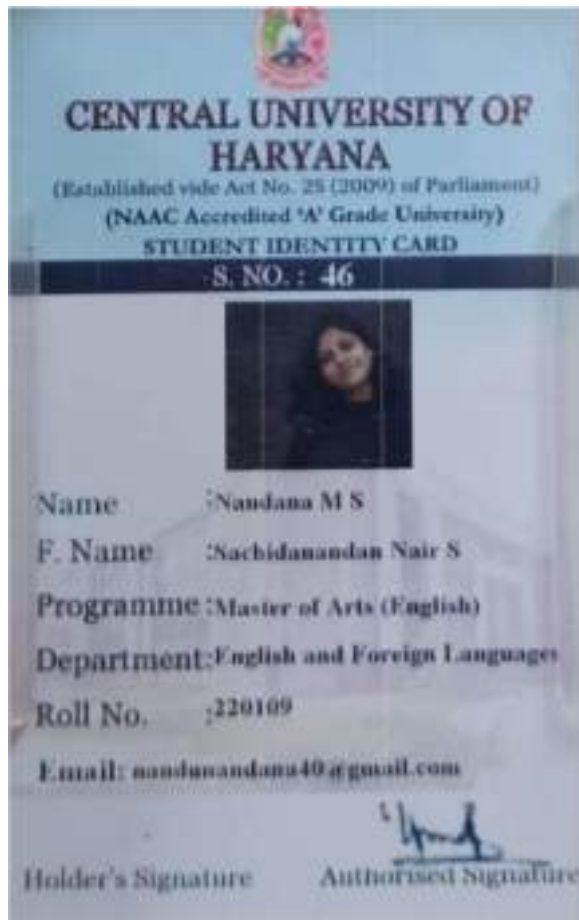 CENTRAL UNIVERSITY OF
HARYANA
(Established vide Act No. 25 (2009) of Parliament)
(NAAC Accredited 'A' Grade University)
STUDENT IDENTITY CARD
S. NO. : 46
Name :Nandana M S
F. Name :Sachidanandan Nair S
Programme :Master of Arts (English)
Department:English and Foreign Languages
Roll No. :220109
Email: nandunandana40@gmail.com
Holder's Signature Authorised Signature